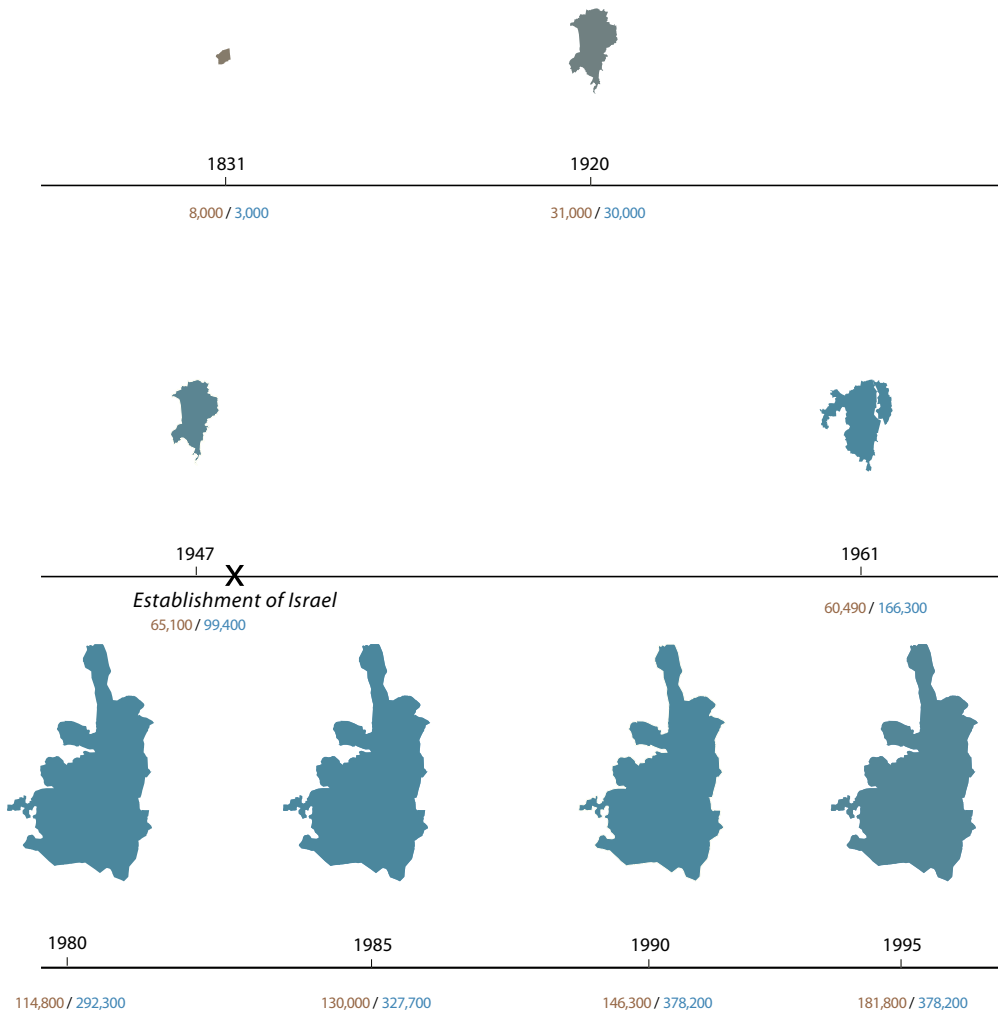 1831 1920
8,000 / 3,000 31,000 / 30,000
1947 1961
X
Establishment of Israel
60,490 / 166,300
65,100 / 99,400
1980 1985 1990 1995
114,800 / 292,300 130,000 / 327,700 146,300 / 378,200 181,800 / 378,200